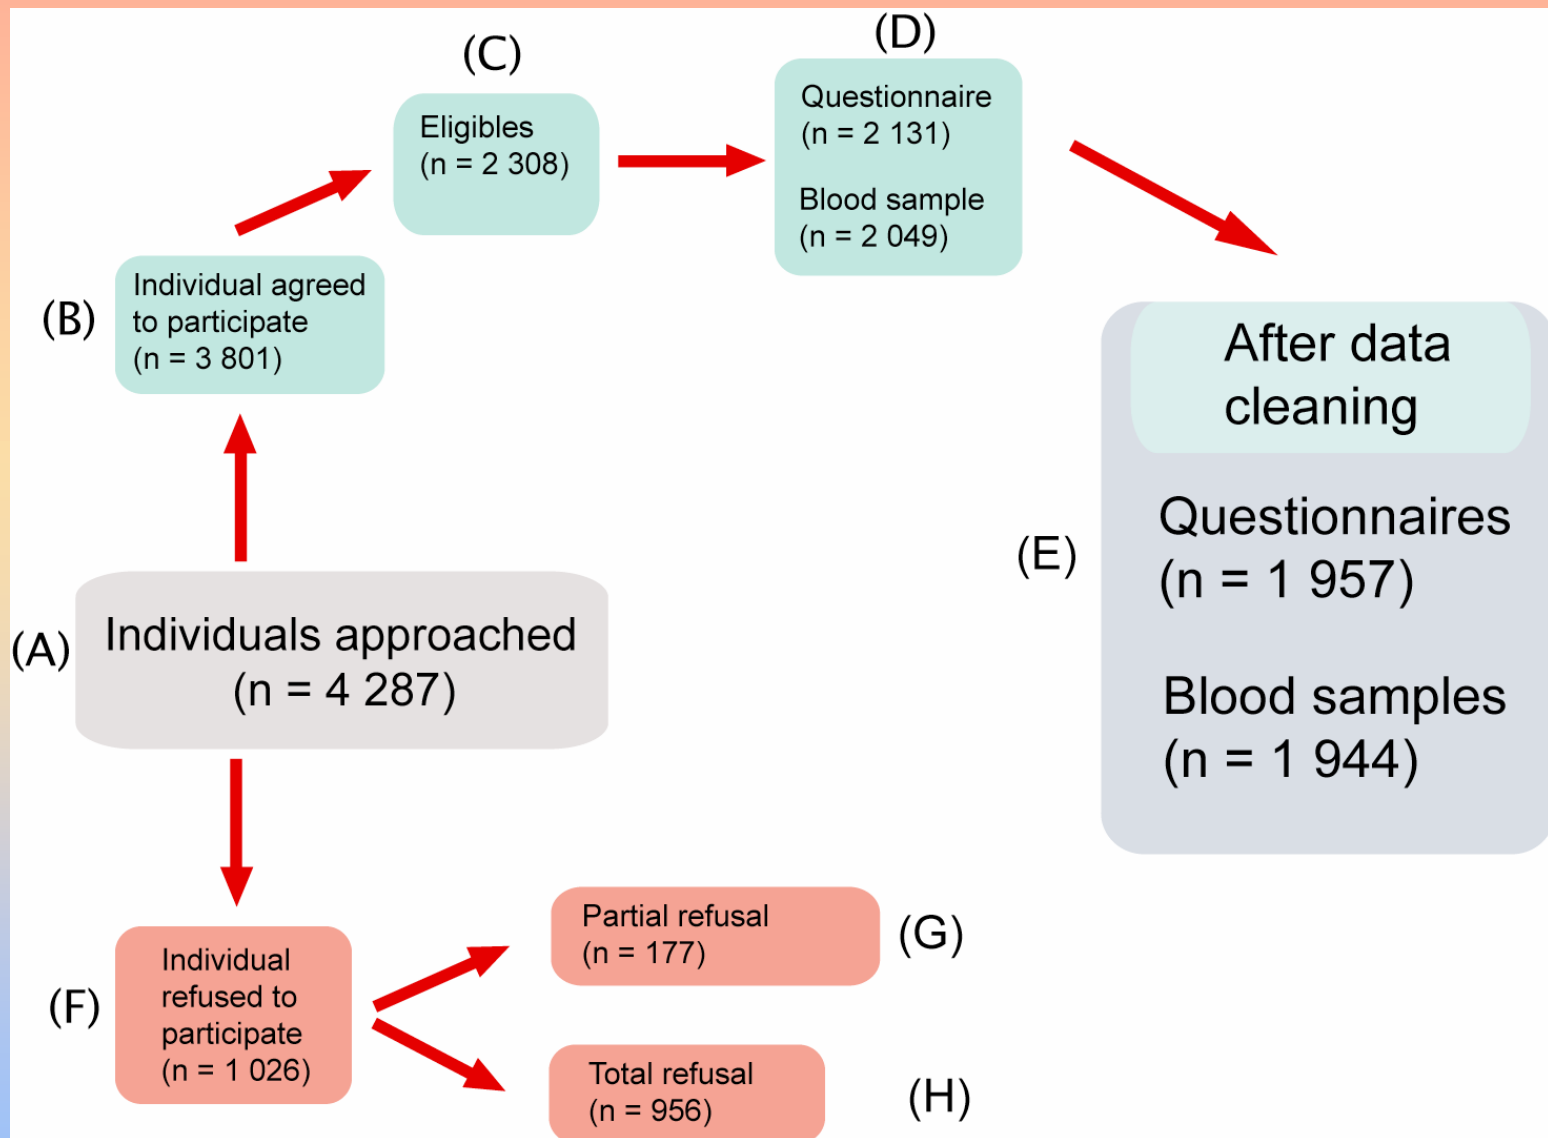 (C)
Eligibles
(n = 2 308)
(D)
Questionnaire
(n = 2 131)
Blood sample
(n = 2 049)
(B)
Individual agreed
to participate
(n = 3 801)
After data
cleaning
(E)
Questionnaires
(n = 1 957)
Blood samples
(n = 1 944)
(A)
Individuals approached
(n = 4 287)
(F)
Individual
refused to
participate
(n = 1 026)
Partial refusal
(n = 177)
(G)
Total refusal
(n = 956)
(H)